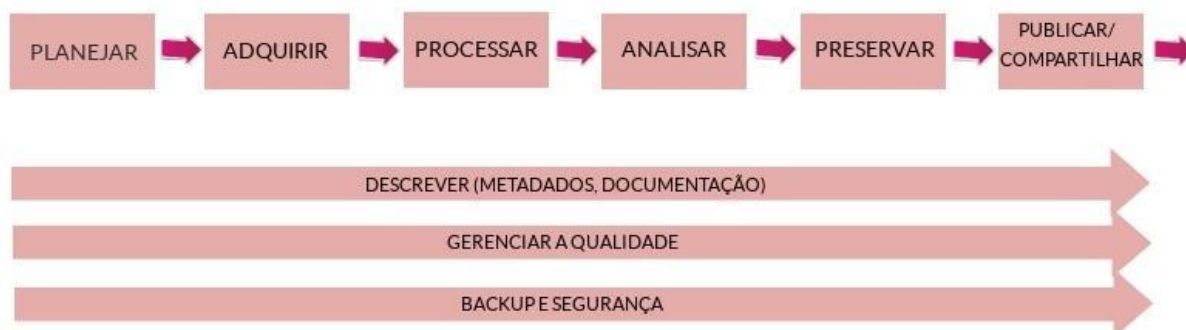 PLANEJAR
ADQUIRIR
PROCESSAR
ANALISAR
PRESERVAR
PUBLICAR/
COMPARTILHAR
DESCREVER (METADADOS, DOCUMENTAÇÃO)
GERENCIAR A QUALIDADE
BACKUP E SEGURANÇA